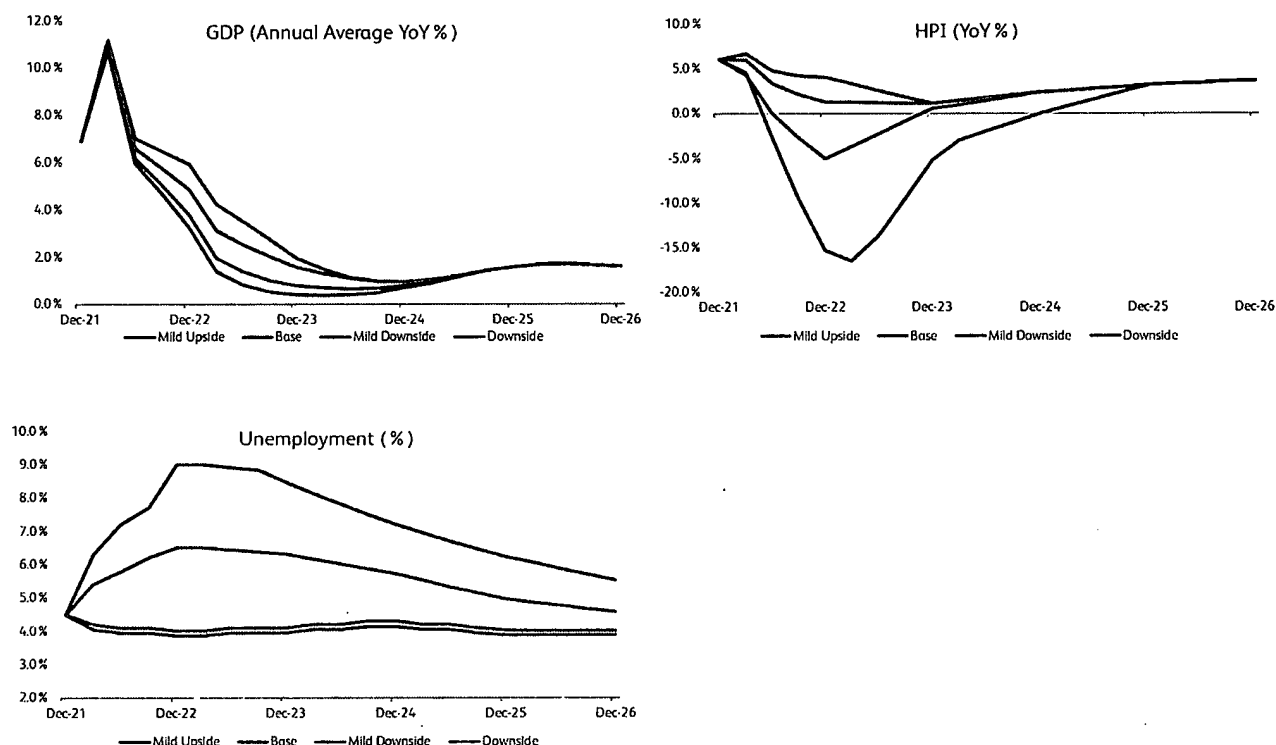 GDP (Annual Average YoY %)
12.0%
10.0%
8.0%
6.0%
4.0%
2.0%
0.0%
Dec-21 Dec-22 Dec-23 Dec-24 Dec-25 Dec-26
Mild Upside Base Mild Downside Downside
HPI (YoY %)
10.0%
5.0%
0.0%
-5.0%
-10.0%
-15.0%
-20.0%
Dec-21 Dec-22 Dec-23 Dec-24 Dec-25 Dec-26
Mild Upside Base Mild Downside Downside
Unemployment (%)
10.0%
9.0%
8.0%
7.0%
6.0%
5.0%
4.0%
3.0%
2.0%
Dec-21 Dec-22 Dec-23 Dec-24 Dec-25 Dec-26
Mild Upside Base Mild Downside Downside